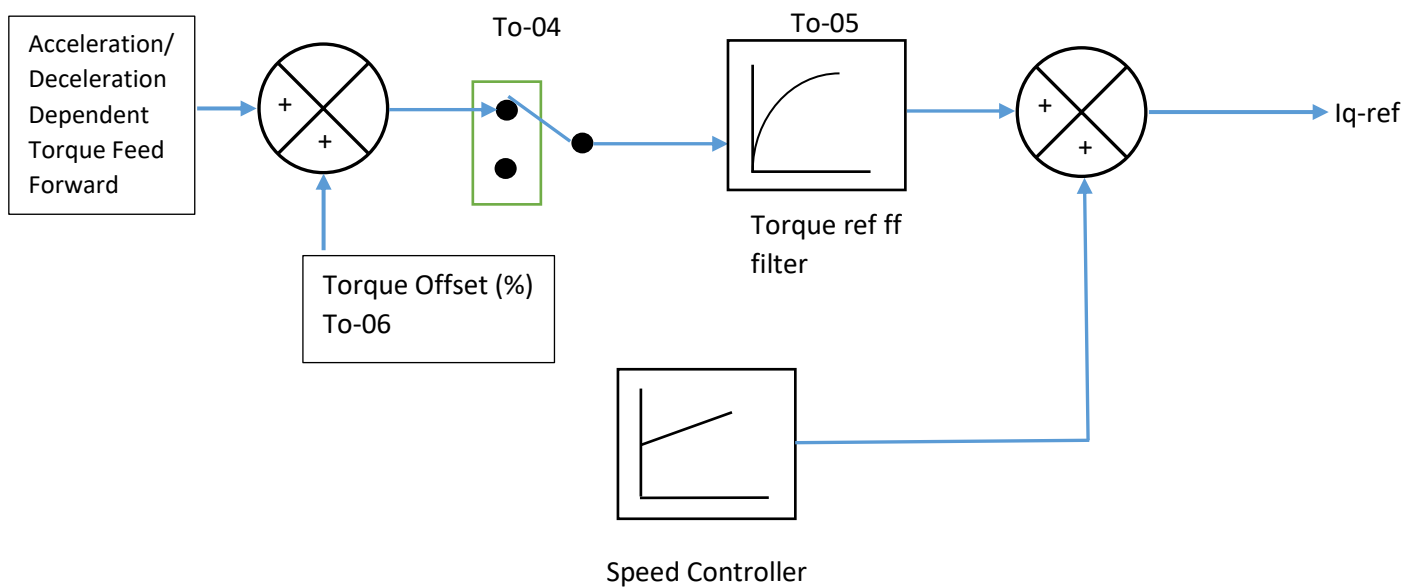 To-04
To-05
Acceleration/
Deceleration
Dependent
Torque Feed
Forward
+
+
+
+
Iq-ref
Torque ref ff
filter
Torque Offset (%)
To-06
Speed Controller